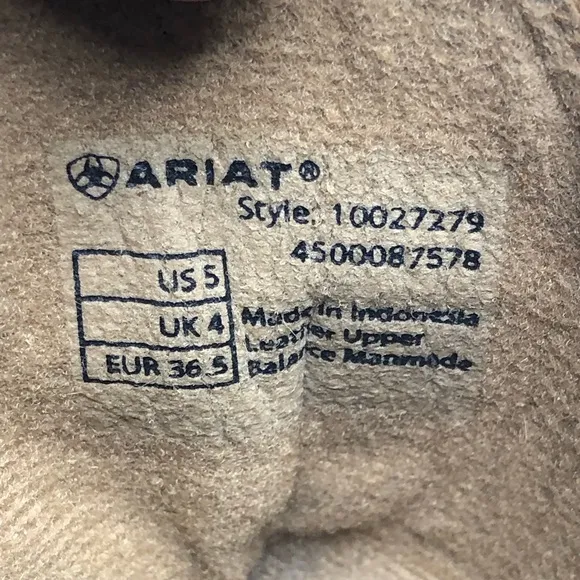 ARIAT®
Style: 10027279
4500087578
US 5
UK 4
EUR 36.5
Made in Indonesia
Leather Upper
Balance Manmade